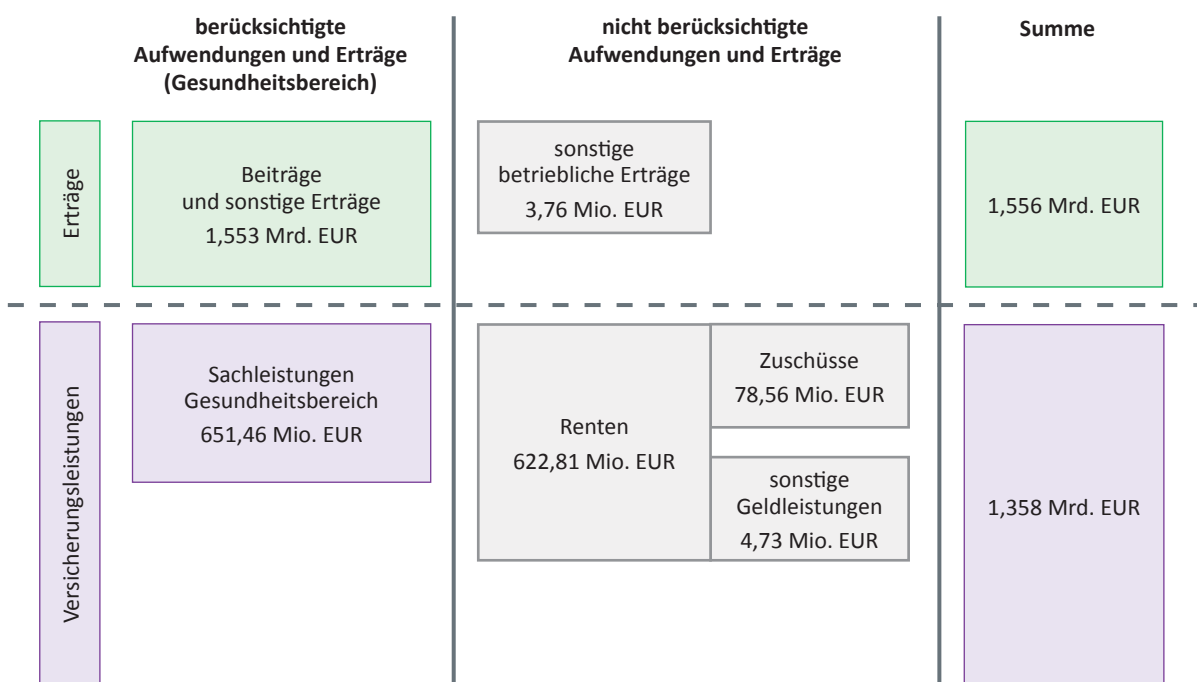 berücksichtigte
Aufwendungen und Erträge
(Gesundheitsbereich)
nicht berücksichtigte
Aufwendungen und Erträge
Summe
Erträge
Beiträge
und sonstige Erträge
1,553 Mrd. EUR
sonstige
betriebliche Erträge
3,76 Mio. EUR
1,556 Mrd. EUR
Versicherungsleistungen
Sachleistungen
Gesundheitsbereich
651,46 Mio. EUR
Renten
622,81 Mio. EUR
Zuschüsse
78,56 Mio. EUR
sonstige
Geldleistungen
4,73 Mio. EUR
1,358 Mrd. EUR